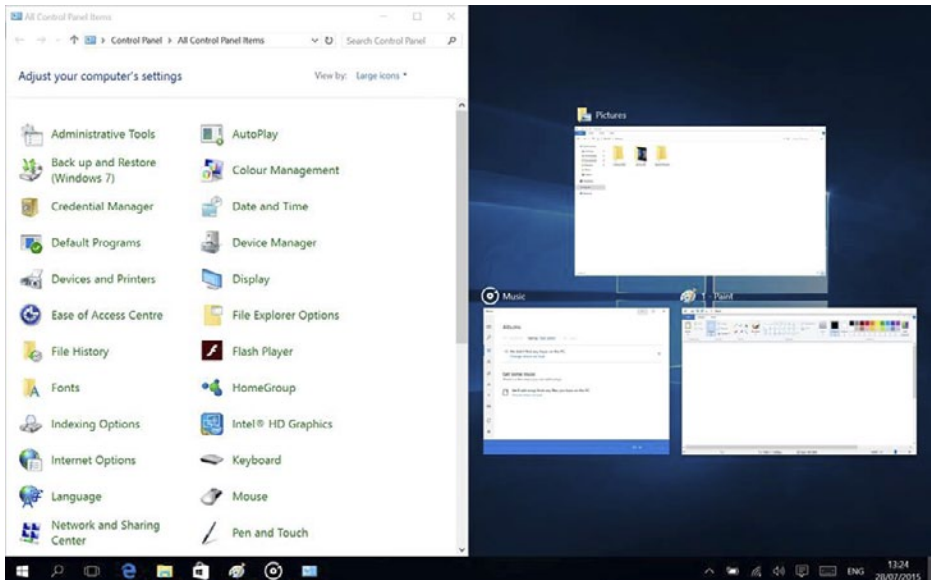 All Control Panel Items
Control Panel > All Control Panel Items
Search Control Panel
Adjust your computer's settings
View by: Large icons
Administrative Tools
AutoPlay
Back up and Restore
(Windows 7)
Colour Management
Credential Manager
Date and Time
Default Programs
Device Manager
Devices and Printers
Display
Ease of Access Centre
File Explorer Options
File History
Flash Player
Fonts
HomeGroup
Indexing Options
Intel® HD Graphics
Internet Options
Keyboard
Language
Mouse
Network and Sharing
Center
Pen and Touch
Pictures
Music
1 - Paint
Albums
Get some music
ENG
13:24
28/07/2015